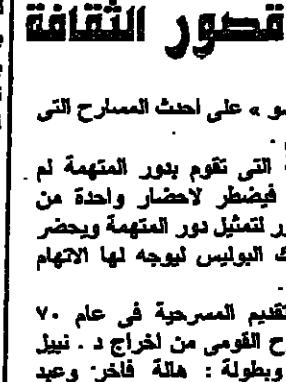 قصور الثقافة
و » على احدث المسارح التى
.
التى تقوم بدور المتهمة لم
فيضطر لاحضار واحدة من
ور لتمثيل دور المتهمة ويحضر
ك البوليس ليوجه لها الاتهام
.
تقديم المسرحية فى عام ٧٠
ح القومى من اخراج د . نبيل
وبطولة : هالة فاخر وعبد